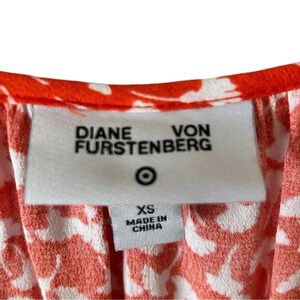 DIANE VON
FURSTENBERG
XS
MADE IN
CHINA